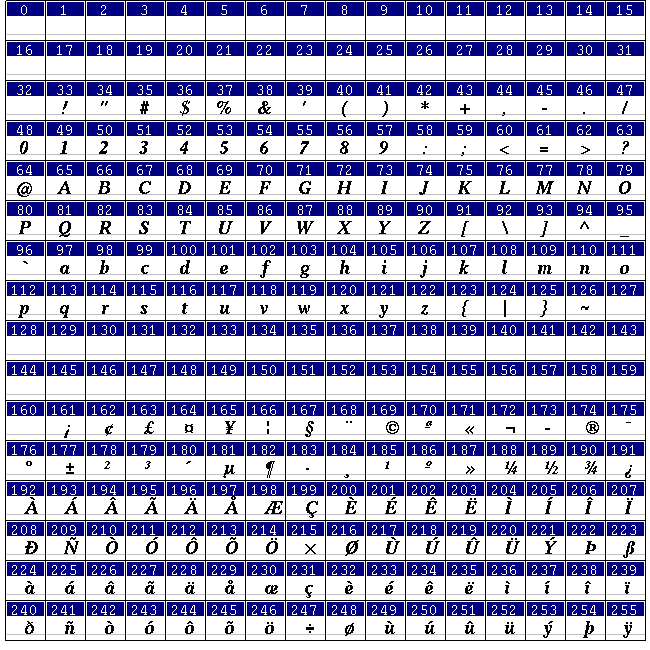 0 1 2 3 4 5 6 7 8 9 10 11 12 13 14 15
16 17 18 19 20 21 22 23 24 25 26 27 28 29 30 31
32 33 34 35 36 37 38 39 40 41 42 43 44 45 46 47
! " # $ % & ' ( ) * + , - . /
48 49 50 51 52 53 54 55 56 57 58 59 60 61 62 63
0 1 2 3 4 5 6 7 8 9 : ; < = > ?
64 65 66 67 68 69 70 71 72 73 74 75 76 77 78 79
@ A B C D E F G H I J K L M N O
80 81 82 83 84 85 86 87 88 89 90 91 92 93 94 95
P Q R S T U V W X Y Z [ \ ] ^ _
96 97 98 99 100 101 102 103 104 105 106 107 108 109 110 111
` a b c d e f g h i j k l m n o
112 113 114 115 116 117 118 119 120 121 122 123 124 125 126 127
p q r s t u v w x y z { | } ~
128 129 130 131 132 133 134 135 136 137 138 139 140 141 142 143
144 145 146 147 148 149 150 151 152 153 154 155 156 157 158 159
160 161 162 163 164 165 166 167 168 169 170 171 172 173 174 175
¡ ¢ £ ¤ ¥ ¦ § ¨ © ª « ¬ - ® ¯
176 177 178 179 180 181 182 183 184 185 186 187 188 189 190 191
° ± ² ³ ´ µ ¶ · ¸ ¹ º » ¼ ½ ¾ ¿
192 193 194 195 196 197 198 199 200 201 202 203 204 205 206 207
À Á Â Ã Ä Å Æ Ç È É Ê Ë Ì Í Î Ï
208 209 210 211 212 213 214 215 216 217 218 219 220 221 222 223
Ð Ñ Ò Ó Ô Õ Ö × Ø Ù Ú Û Ü Ý Þ ß
224 225 226 227 228 229 230 231 232 233 234 235 236 237 238 239
à á â ã ä å æ ç è é ê ë ì í î ï
240 241 242 243 244 245 246 247 248 249 250 251 252 253 254 255
ð ñ ò ó ô õ ö ÷ ø ù ú û ü ý þ ÿ